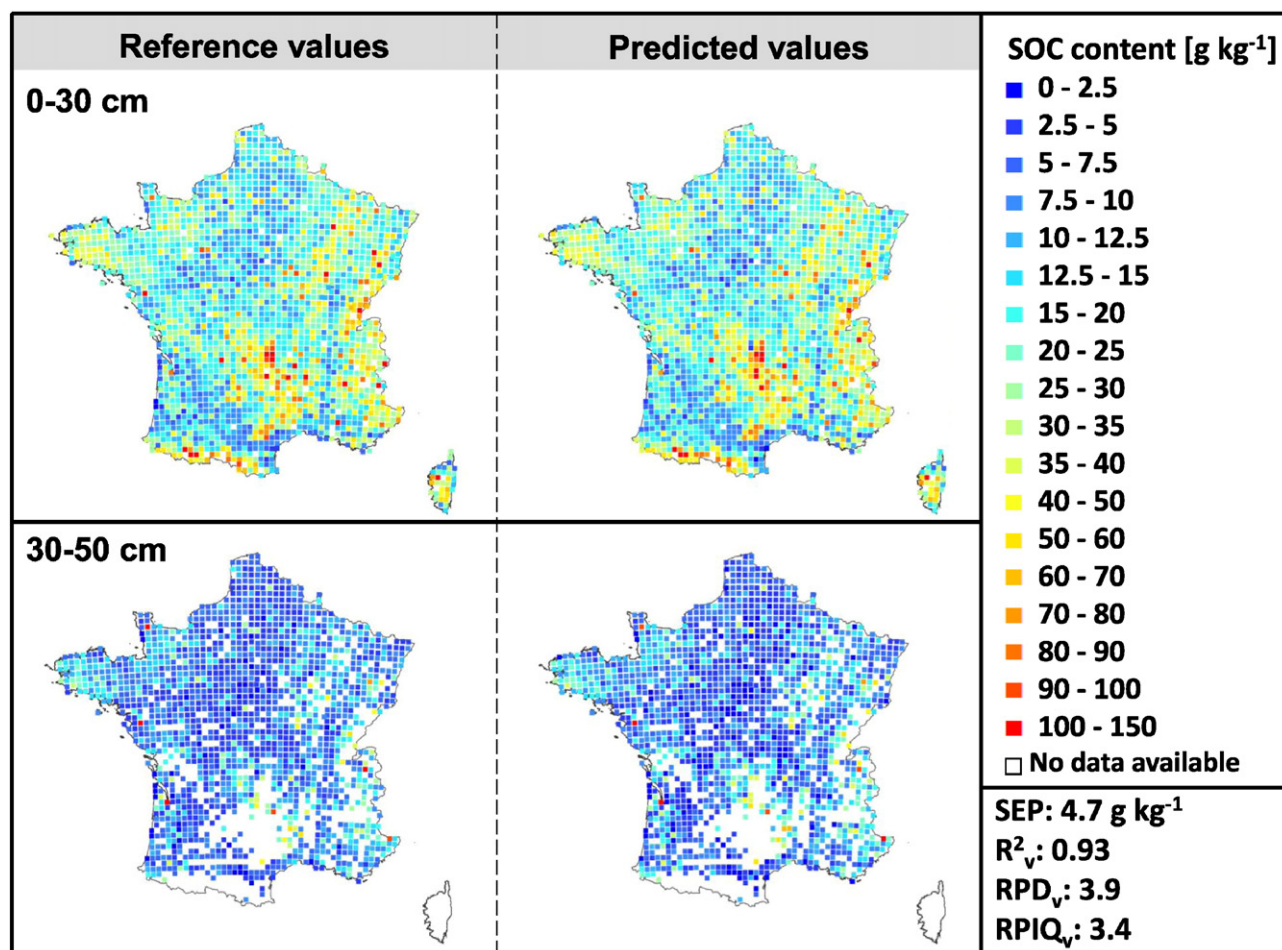 Reference values
Predicted values
0-30 cm
30-50 cm
SOC content [g kg⁻¹]
0 - 2.5
2.5 - 5
5 - 7.5
7.5 - 10
10 - 12.5
12.5 - 15
15 - 20
20 - 25
25 - 30
30 - 35
35 - 40
40 - 50
50 - 60
60 - 70
70 - 80
80 - 90
90 - 100
100 - 150
No data available
SEP: 4.7 g kg⁻¹
R²ᵥ: 0.93
RPDᵥ: 3.9
RPIQᵥ: 3.4